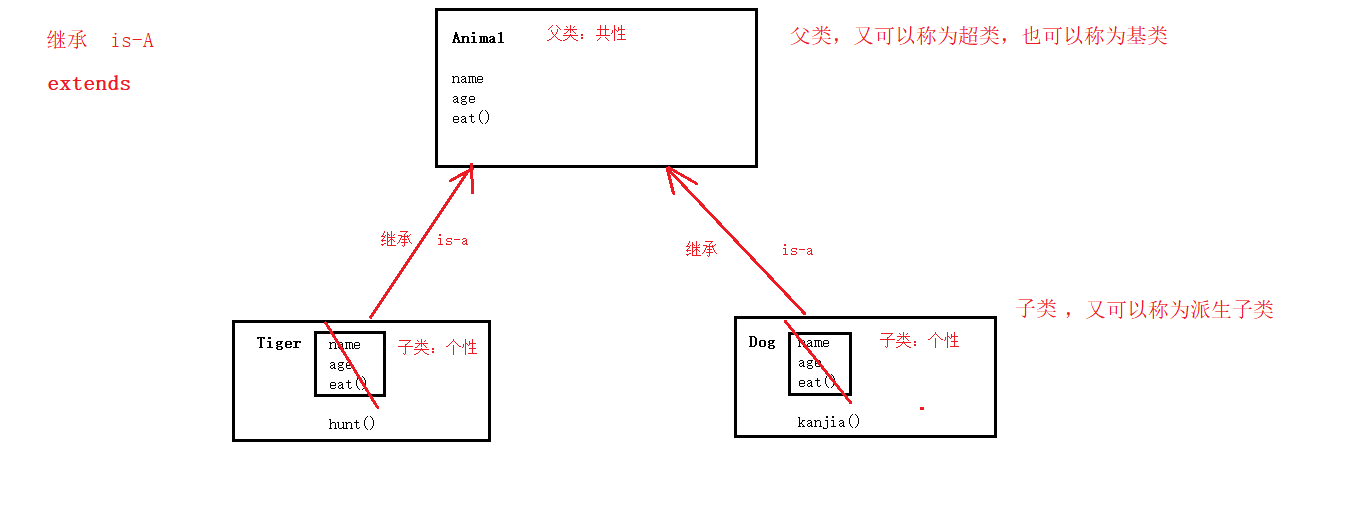 继承 is-A
extends
Animal 父类：共性
name
age
eat()
父类，又可以称为超类，也可以称为基类
继承 is-a
继承 is-a
Tiger
name
age
eat()
子类：个性
hunt()
Dog
name
age
eat()
子类：个性
kanjia()
子类 ，又可以称为派生子类